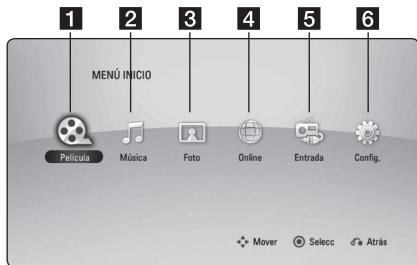 1 2 3 4 5 6
MENÚ INICIO
Película Música Foto Online Entrada Config.
Mover Selecc Atrás